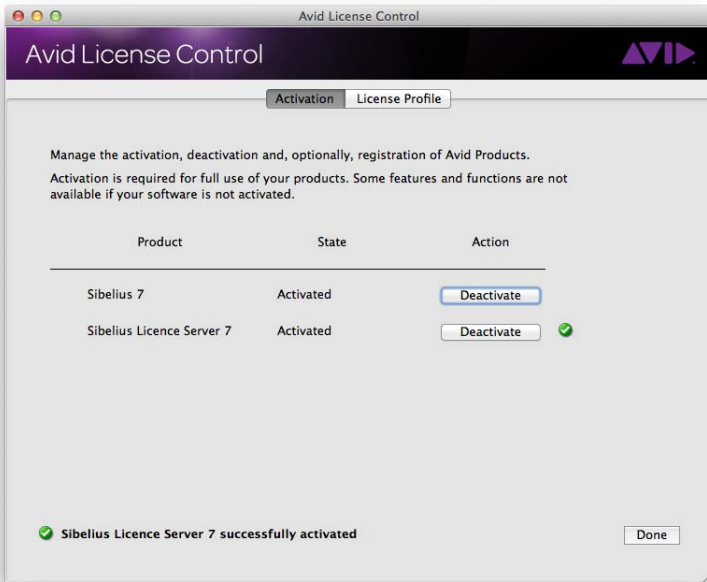 Avid License Control
Avid License Control
AVID
Activation License Profile
Manage the activation, deactivation and, optionally, registration of Avid Products.
Activation is required for full use of your products. Some features and functions are not
available if your software is not activated.
Product State Action
Sibelius 7 Activated Deactivate
Sibelius Licence Server 7 Activated Deactivate
Sibelius Licence Server 7 successfully activated
Done